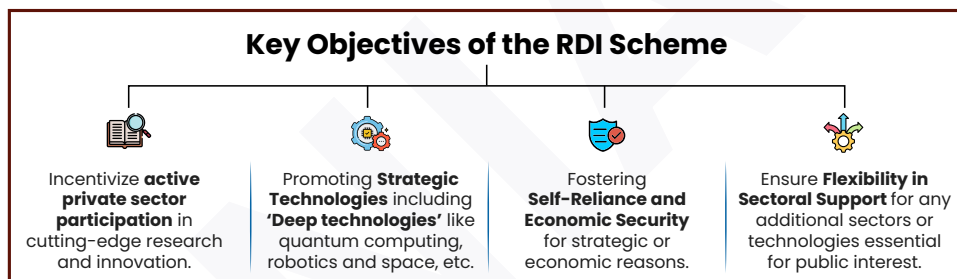 Key Objectives of the RDI Scheme
Incentivize active
private sector
participation in
cutting-edge research
and innovation.
Promoting Strategic
Technologies including
‘Deep technologies’ like
quantum computing,
robotics and space, etc.
Fostering
Self-Reliance and
Economic Security
for strategic or
economic reasons.
Ensure Flexibility in
Sectoral Support for any
additional sectors or
technologies essential
for public interest.